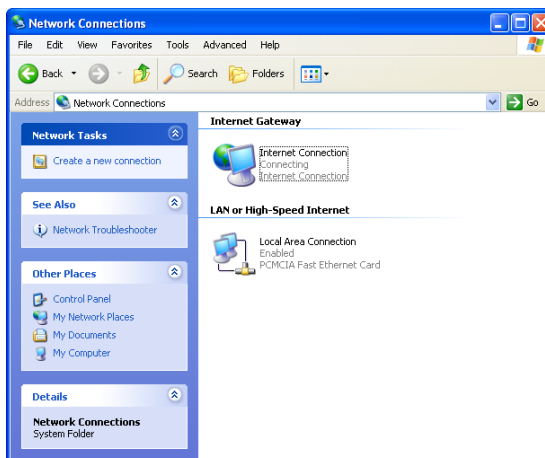 Network Connections
File Edit View Favorites Tools Advanced Help
Back Search Folders
Address Network Connections Go
Network Tasks
Create a new connection
See Also
Network Troubleshooter
Other Places
Control Panel
My Network Places
My Documents
My Computer
Details
Network Connections
System Folder
Internet Gateway
Internet Connection
Connecting
Internet Connection
LAN or High-Speed Internet
Local Area Connection
Enabled
PCMCIA Fast Ethernet Card